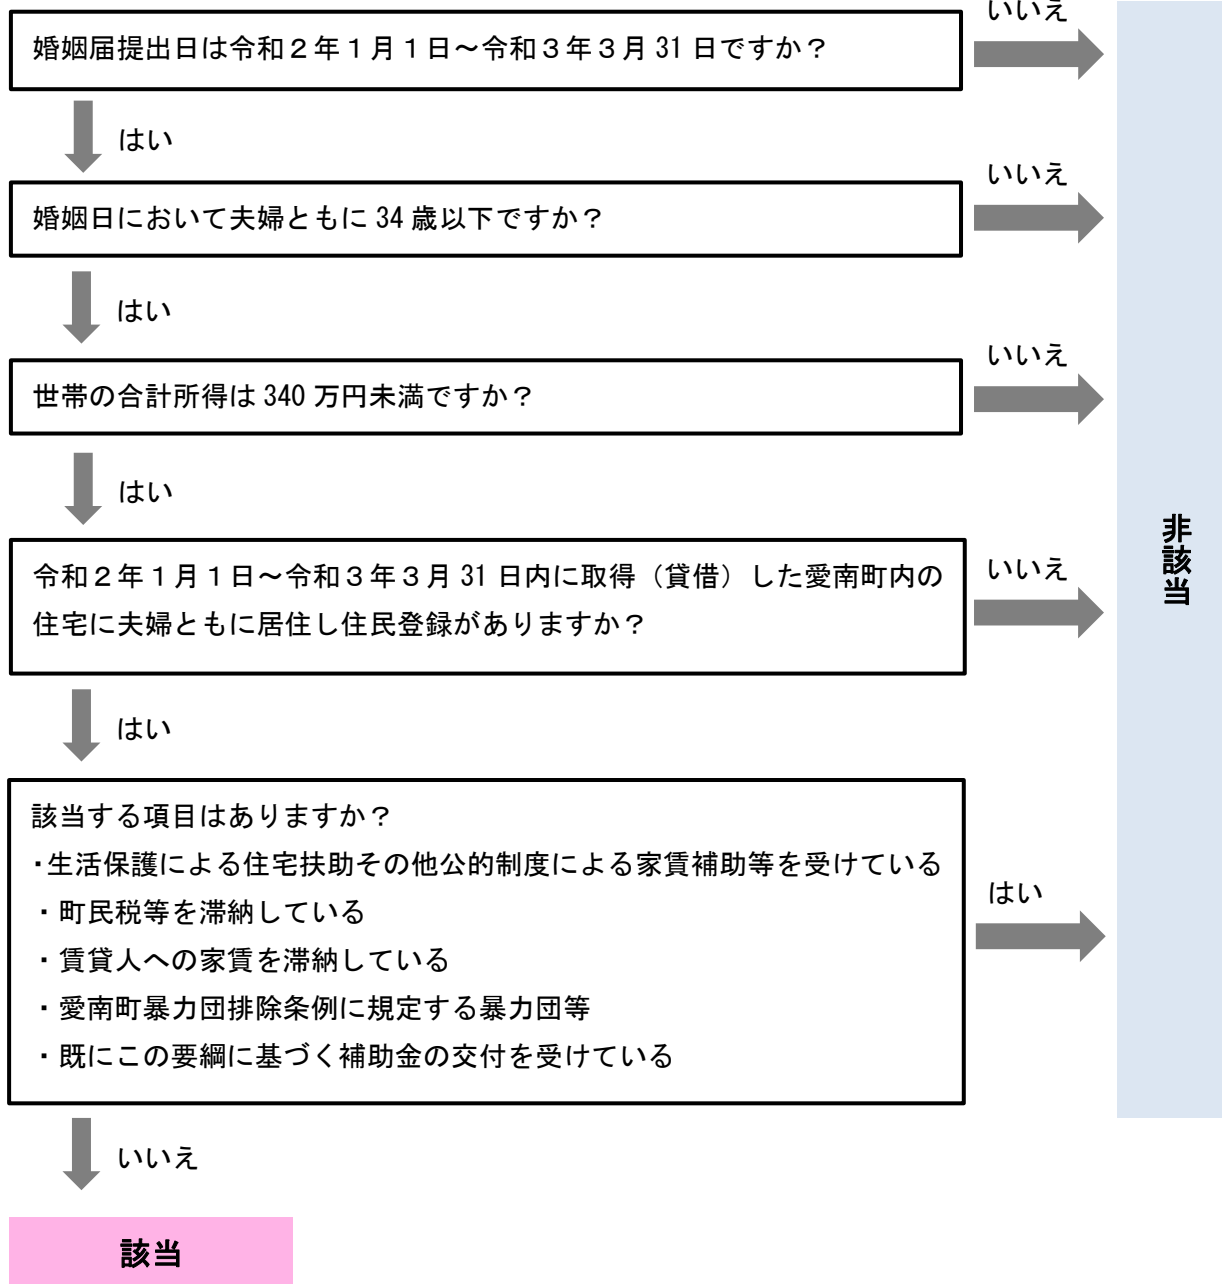 いいえ
婚姻届提出日は令和２年１月１日～令和３年３月 31 日ですか？
はい
いいえ
婚姻日において夫婦ともに 34 歳以下ですか？
はい
いいえ
世帯の合計所得は 340 万円未満ですか？
はい
令和２年１月１日～令和３年３月 31 日内に取得（貸借）した愛南町内の
住宅に夫婦ともに居住し住民登録がありますか？
いいえ
はい
該当する項目はありますか？
・生活保護による住宅扶助その他公的制度による家賃補助等を受けている
・町民税等を滞納している
・賃貸人への家賃を滞納している
・愛南町暴力団排除条例に規定する暴力団等
・既にこの要綱に基づく補助金の交付を受けている
はい
いいえ
該当
非該当